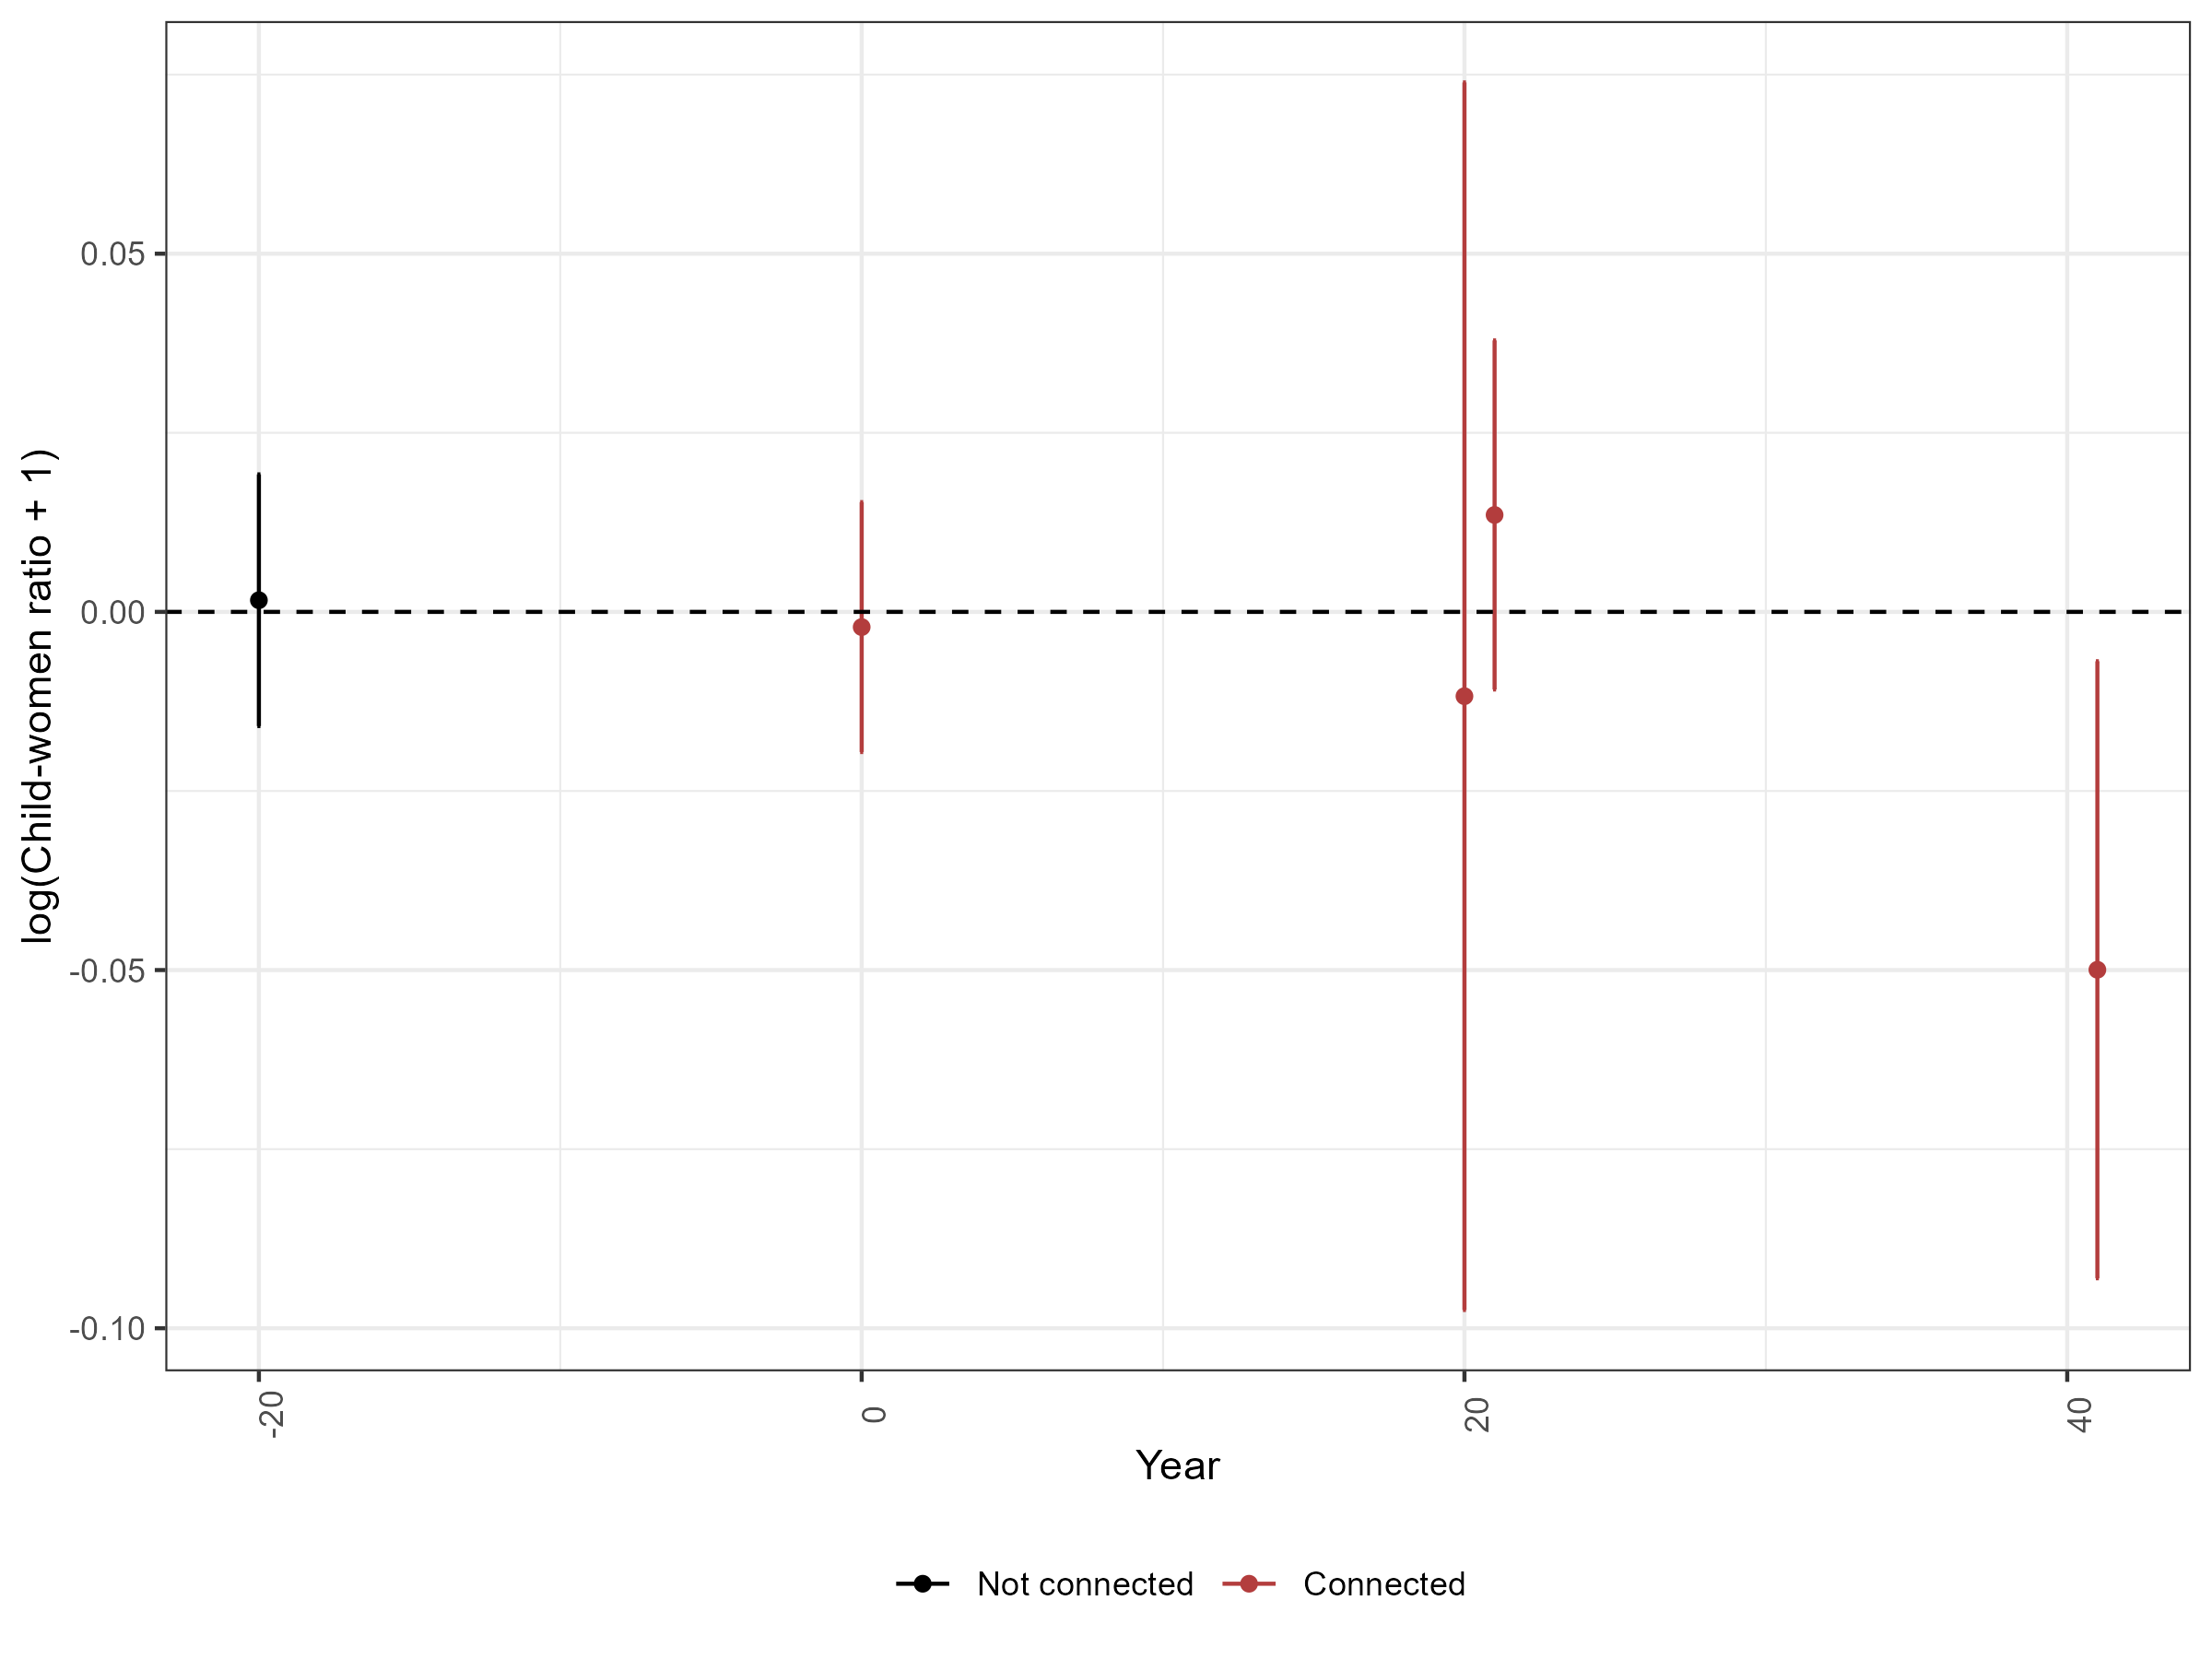 log(Child-women ratio + 1)
0.05
0.00
-0.05
-0.10
-20
0
20
40
Year
Not connected
Connected